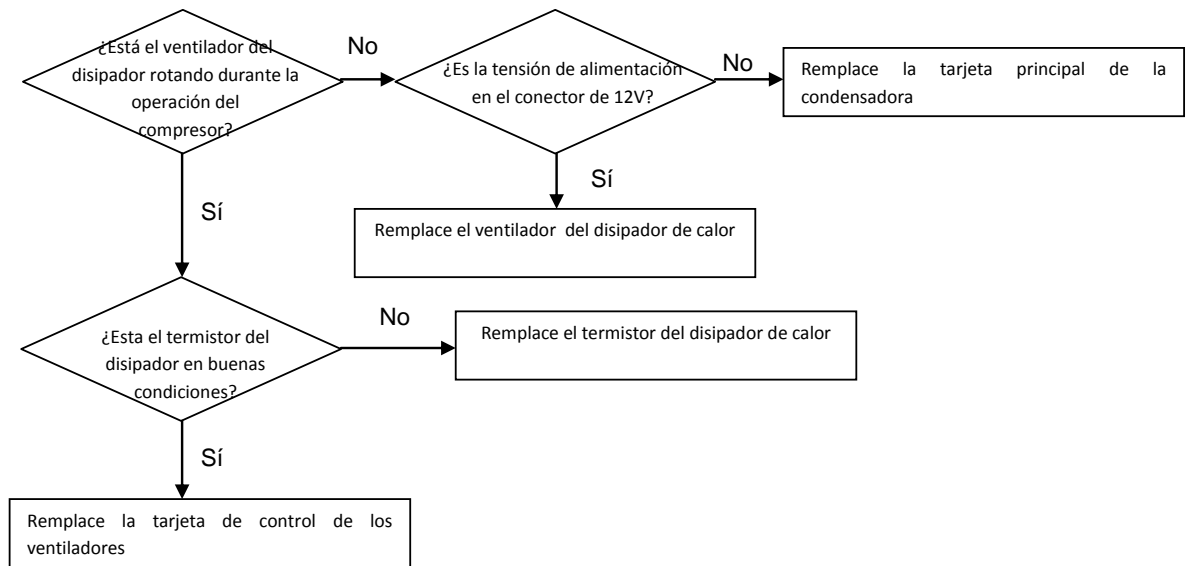 ¿Está el ventilador del
disipador rotando durante la
operación del
compresor?
No
¿Es la tensión de alimentación
en el conector de 12V?
No
Remplace la tarjeta principal de la
condensadora
Sí
Remplace el ventilador del disipador de calor
Sí
¿Esta el termistor del
disipador en buenas
condiciones?
No
Remplace el termistor del disipador de calor
Sí
Remplace la tarjeta de control de los
ventiladores